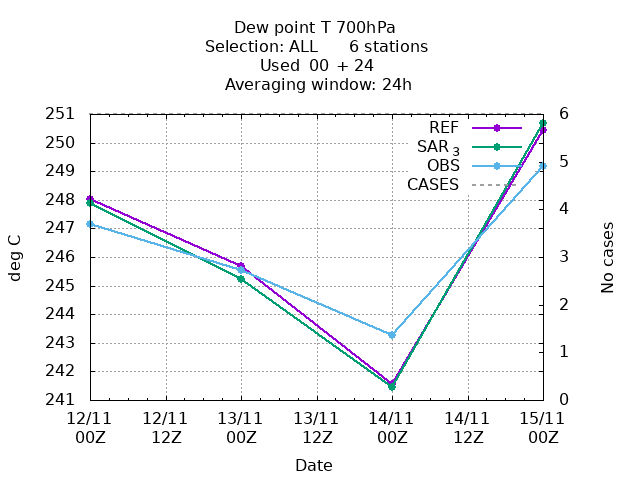 Dew point T 700hPa
Selection: ALL 6 stations
Used 00 + 24
Averaging window: 24h
251
250
249
248
247
246
245
244
243
242
241
deg C
6
5
4
3
2
1
0
No cases
REF
SAR 3
OBS
CASES
12/11 12/11 13/11 13/11 14/11 14/11 15/11
00Z 12Z 00Z 12Z 00Z 12Z 00Z
Date